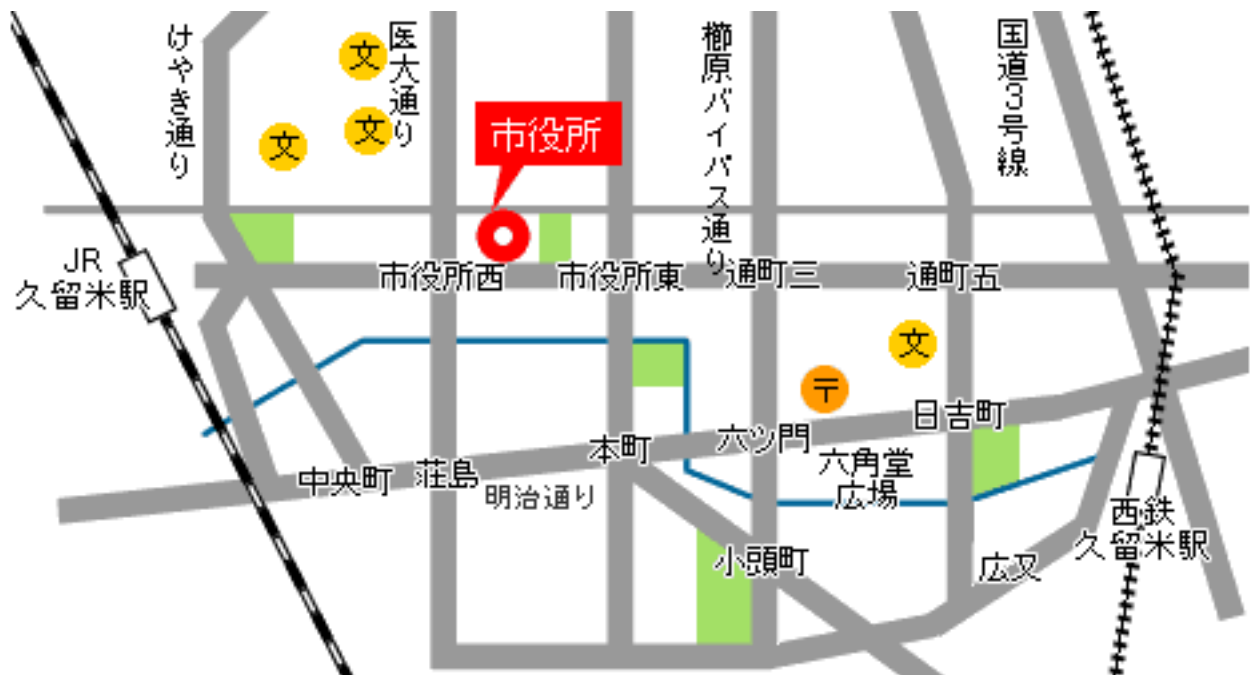 けやき通り
文
医大通り
文
文
市役所
櫛原バイパス通り
国道3号線
JR
久留米駅
市役所西
市役所東
通町三
通町五
文
〒
日吉町
六ツ門
本町
荘島
中央町
明治通り
六角堂
広場
西鉄
久留米駅
小頭町
広又